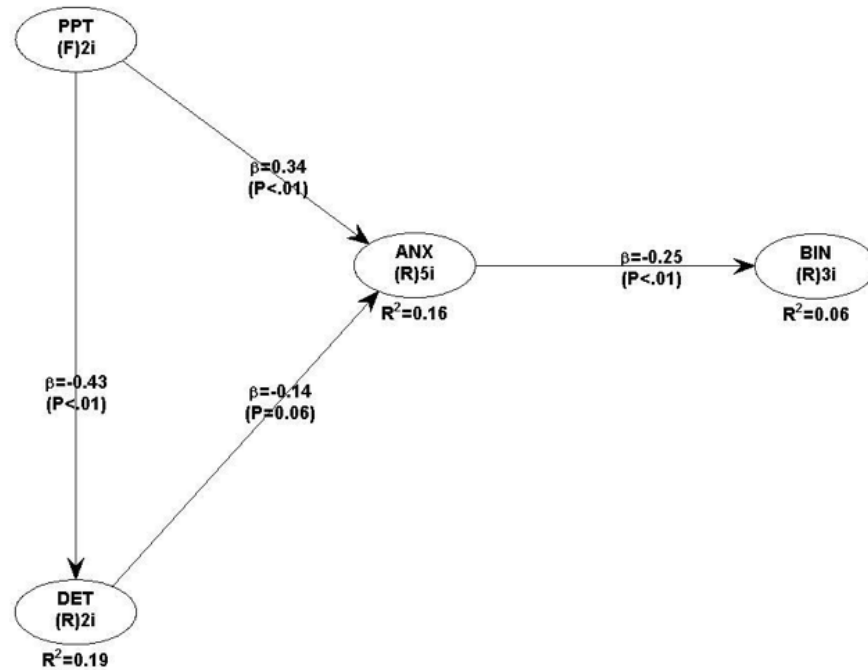 PPT
(F)2i
β=0.34
(P<.01)
ANX
(R)5i
R²=0.16
β=-0.25
(P<.01)
BIN
(R)3i
R²=0.06
β=-0.43
(P<.01)
β=-0.14
(P=0.06)
DET
(R)2i
R²=0.19